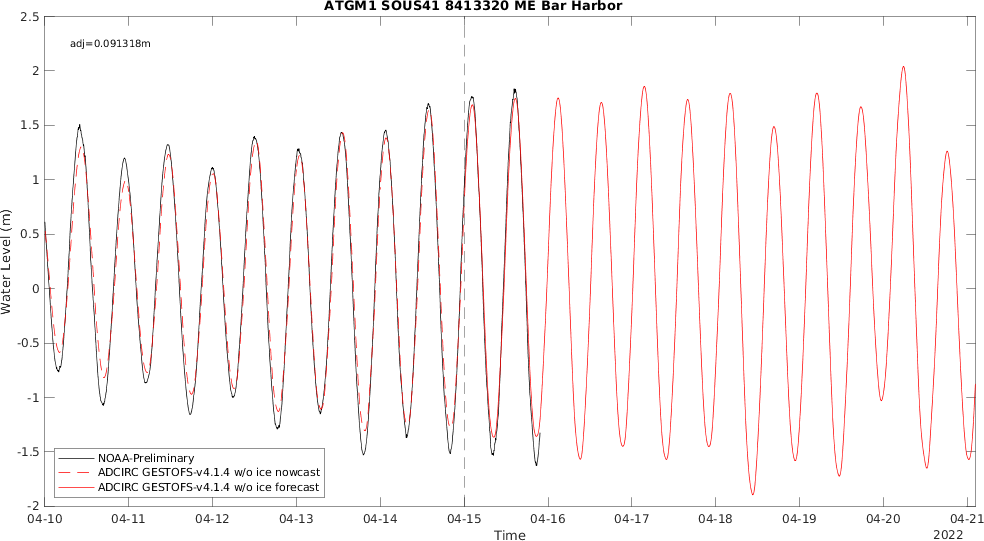 ATGM1 SOUS41 8413320 ME Bar Harbor
2.5
adj=0.091318m
2
1.5
1
0.5
0
-0.5
-1
-1.5
-2
Water Level (m)
NOAA-Preliminary
ADCIRC GESTOFS-v4.1.4 w/o ice nowcast
ADCIRC GESTOFS-v4.1.4 w/o ice forecast
04-10 04-11 04-12 04-13 04-14 04-15 04-16 04-17 04-18 04-19 04-20 04-21
Time
2022